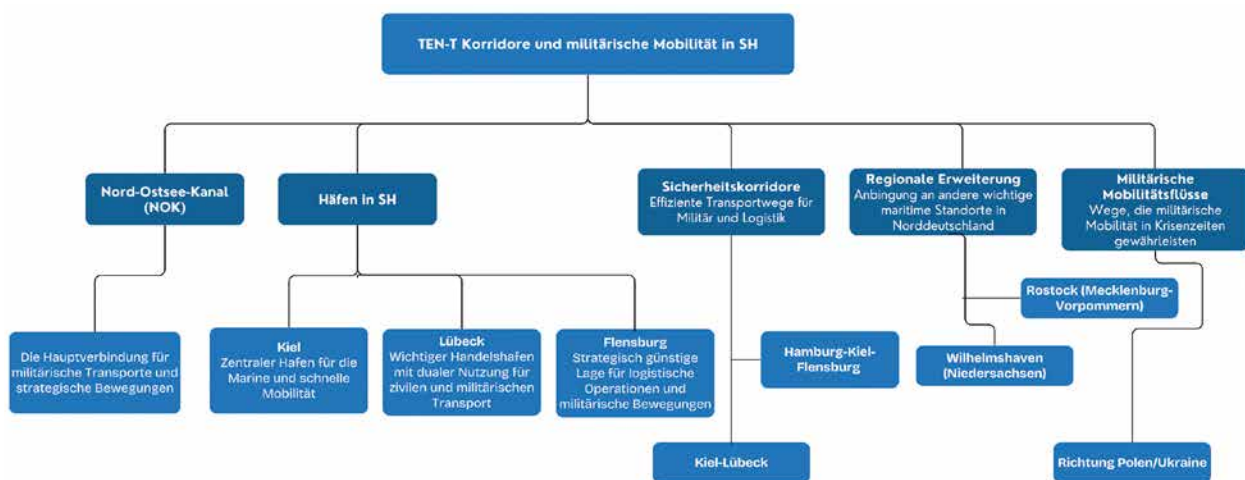 TEN-T Korridore und militärische Mobilität in SH
Nord-Ostsee-Kanal
(NOK)
Häfen in SH
Sicherheitskorridore
Effiziente Transportwege für
Militär und Logistik
Regionale Erweiterung
Anbingung an andere wichtige
maritime Standorte in
Norddeutschland
Militärische
Mobilitätsflüsse
Wege, die militärische
Mobilität in Krisenzeiten
gewährleisten
Die Hauptverbindung für
militärische Transporte und
strategische Bewegungen
Kiel
Zentraler Hafen für die
Marine und schnelle
Mobilität
Lübeck
Wichtiger Handelshafen
mit dualer Nutzung für
zivilen und militärischen
Transport
Flensburg
Strategisch günstige
Lage für logistische
Operationen und
militärische Bewegungen
Hamburg-Kiel-
Flensburg
Kiel-Lübeck
Rostock (Mecklenburg-
Vorpommern)
Wilhelmshaven
(Niedersachsen)
Richtung Polen/Ukraine